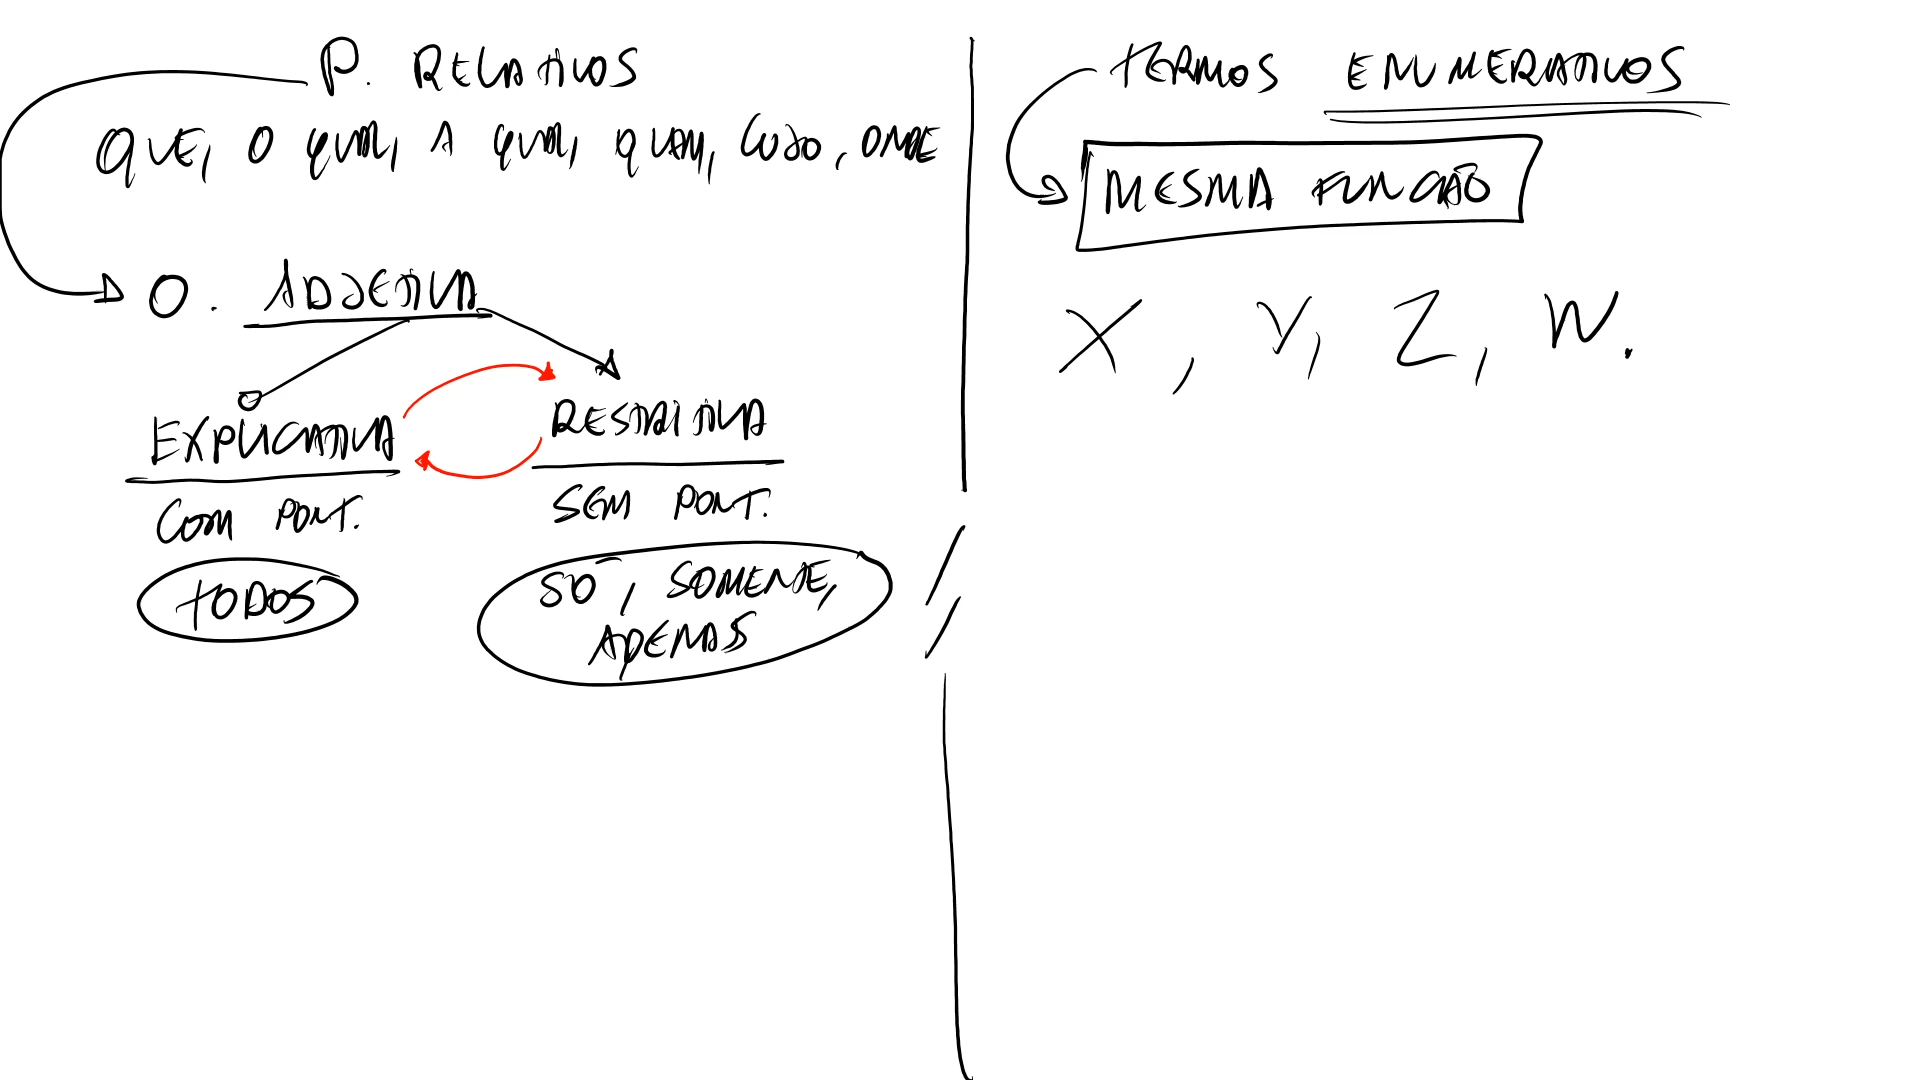 P. RELATIVOS
QUE, O QUAL, A QUAL, QUEM, CUJO, ONDE
O. ADJETIVA
EXPLICATIVA
COM PONT.
TODOS
RESTRITIVA
SEM PONT.
SÓ, SOMENTE,
APENAS
TERMOS ENUMERATIVOS
MESMA FUNÇÃO
X, Y, Z, W.